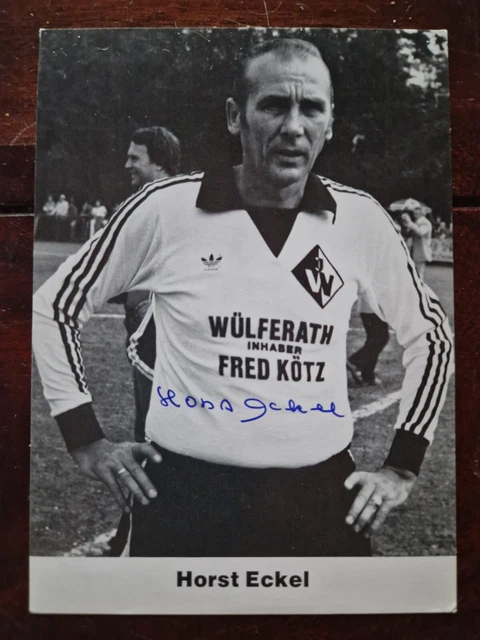 WÜLFERATH
INHABER
FRED KÖTZ
Horst Eckel
Horst Eckel